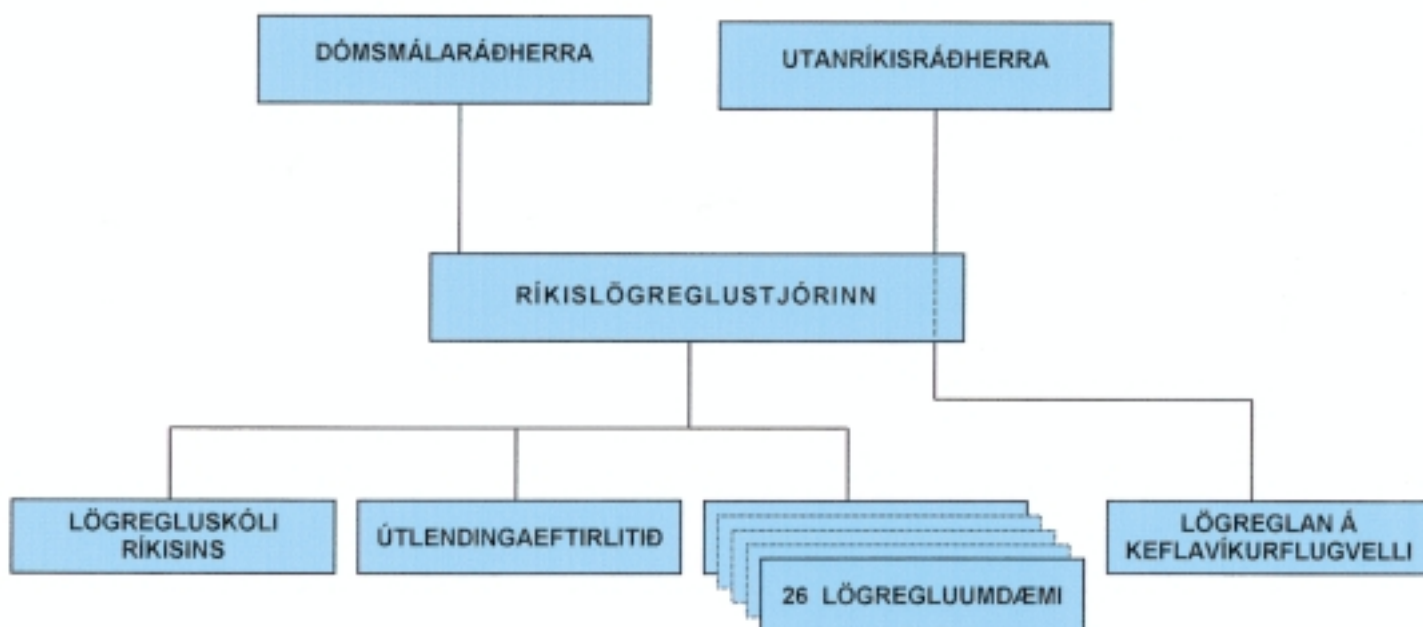 DÓMSMÁLARÁÐHERRA
UTANRÍKISRÁÐHERRA
RÍKISLÖGREGLUSTJÓRINN
LÖGREGLUSKÓLI
RÍKISINS
ÚTLENDINGAEFTIRLITIÐ
26 LÖGREGLUUMDÆMI
LÖGREGLAN Á
KEFLAVÍKURFLUGVELLI